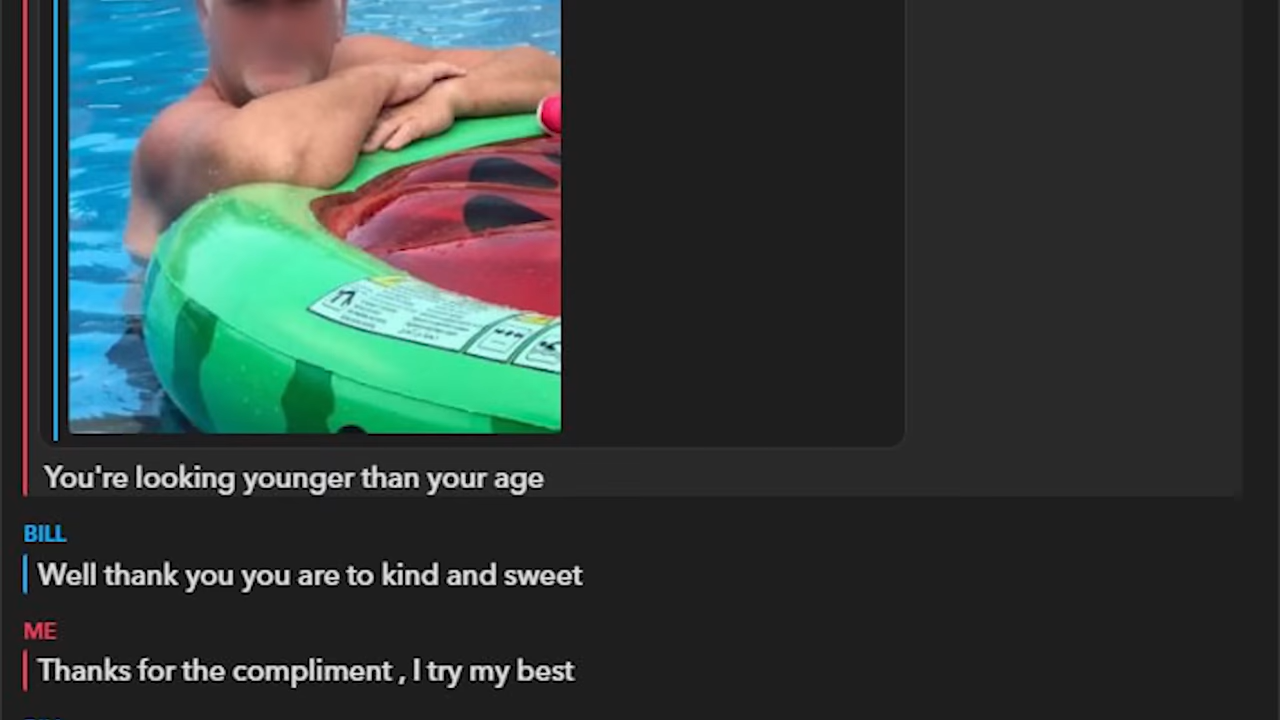 You're looking younger than your age
BILL
Well thank you you are to kind and sweet
ME
Thanks for the compliment , I try my best